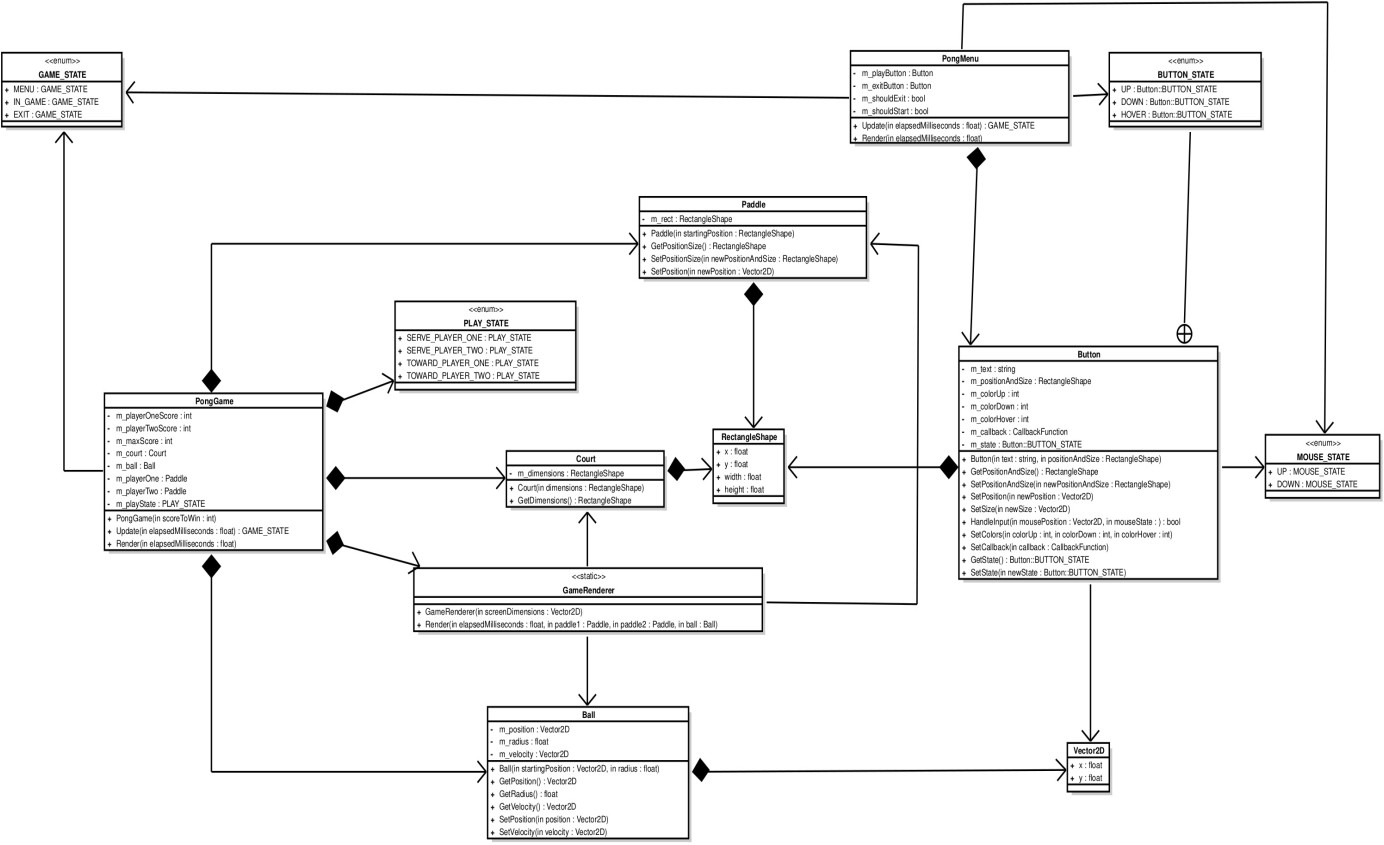 <<enum>>
GAME_STATE
+ MENU : GAME_STATE
+ IN_GAME : GAME_STATE
+ EXIT : GAME_STATE
PongMenu
- m_playButton : Button
- m_exitButton : Button
- m_shouldExit : bool
- m_shouldStart : bool
+ Update(in elapsedMilliseconds : float) : GAME_STATE
+ Render(in elapsedMilliseconds : float)
<<enum>>
BUTTON_STATE
+ UP : Button::BUTTON_STATE
+ DOWN : Button::BUTTON_STATE
+ HOVER : Button::BUTTON_STATE
Paddle
- m_rect : RectangleShape
+ Paddle(in startingPosition : RectangleShape)
+ GetPositionSize() : RectangleShape
+ SetPositionSize(in newPositionAndSize : RectangleShape)
+ SetPosition(in newPosition : Vector2D)
<<enum>>
PLAY_STATE
+ SERVE_PLAYER_ONE : PLAY_STATE
+ SERVE_PLAYER_TWO : PLAY_STATE
+ TOWARD_PLAYER_ONE : PLAY_STATE
+ TOWARD_PLAYER_TWO : PLAY_STATE
PongGame
- m_playerOneScore : int
- m_playerTwoScore : int
- m_maxScore : int
- m_court : Court
- m_ball : Ball
- m_playerOne : Paddle
- m_playerTwo : Paddle
- m_playState : PLAY_STATE
+ PongGame(in scoreToWin : int)
+ Update(in elapsedMilliseconds : float) : GAME_STATE
+ Render(in elapsedMilliseconds : float)
Court
- m_dimensions : RectangleShape
+ Court(in dimensions : RectangleShape)
+ GetDimensions() : RectangleShape
RectangleShape
+ x : float
+ y : float
+ width : float
+ height : float
Button
- m_text : string
- m_positionAndSize : RectangleShape
- m_colorUp : int
- m_colorDown : int
- m_colorHover : int
- m_callback : CallbackFunction
- m_state : Button::BUTTON_STATE
+ Button(in text : string, in positionAndSize : RectangleShape)
+ GetPositionAndSize() : RectangleShape
+ SetPositionAndSize(in newPositionAndSize : RectangleShape)
+ SetPosition(in newPosition : Vector2D)
+ SetSize(in newSize : Vector2D)
+ HandleInput(in mousePosition : Vector2D, in mouseState : ) : bool
+ SetColors(in colorUp : int, in colorDown : int, in colorHover : int)
+ SetCallback(in callback : CallbackFunction)
+ GetState() : Button::BUTTON_STATE
+ SetState(in newState : Button::BUTTON_STATE)
<<enum>>
MOUSE_STATE
+ UP : MOUSE_STATE
+ DOWN : MOUSE_STATE
<<static>>
GameRenderer
+ GameRenderer(in screenDimensions : Vector2D)
+ Render(in elapsedMilliseconds : float, in paddle1 : Paddle, in paddle2 : Paddle, in ball : Ball)
Ball
- m_position : Vector2D
- m_radius : float
- m_velocity : Vector2D
+ Ball(in startingPosition : Vector2D, in radius : float)
+ GetPosition() : Vector2D
+ GetRadius() : float
+ GetVelocity() : Vector2D
+ SetPosition(in position : Vector2D)
+ SetVelocity(in velocity : Vector2D)
Vector2D
+ x : float
+ y : float